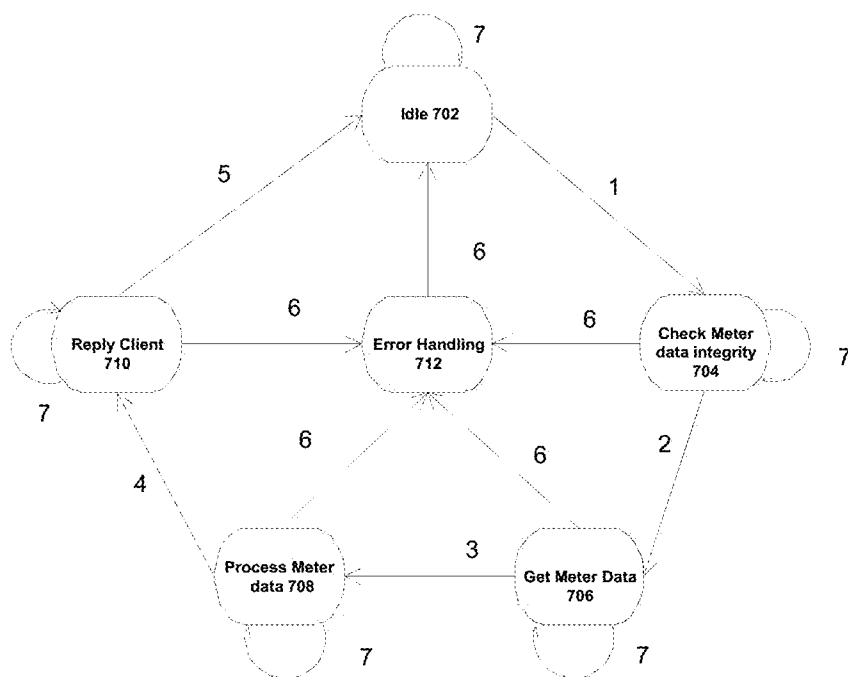 7
Idle 702
5
1
6
6
6
Reply Client
710
Error Handling
712
Check Meter
data integrity
704
7
7
6
6
2
4
3
Process Meter
data 708
Get Meter Data
706
7
7